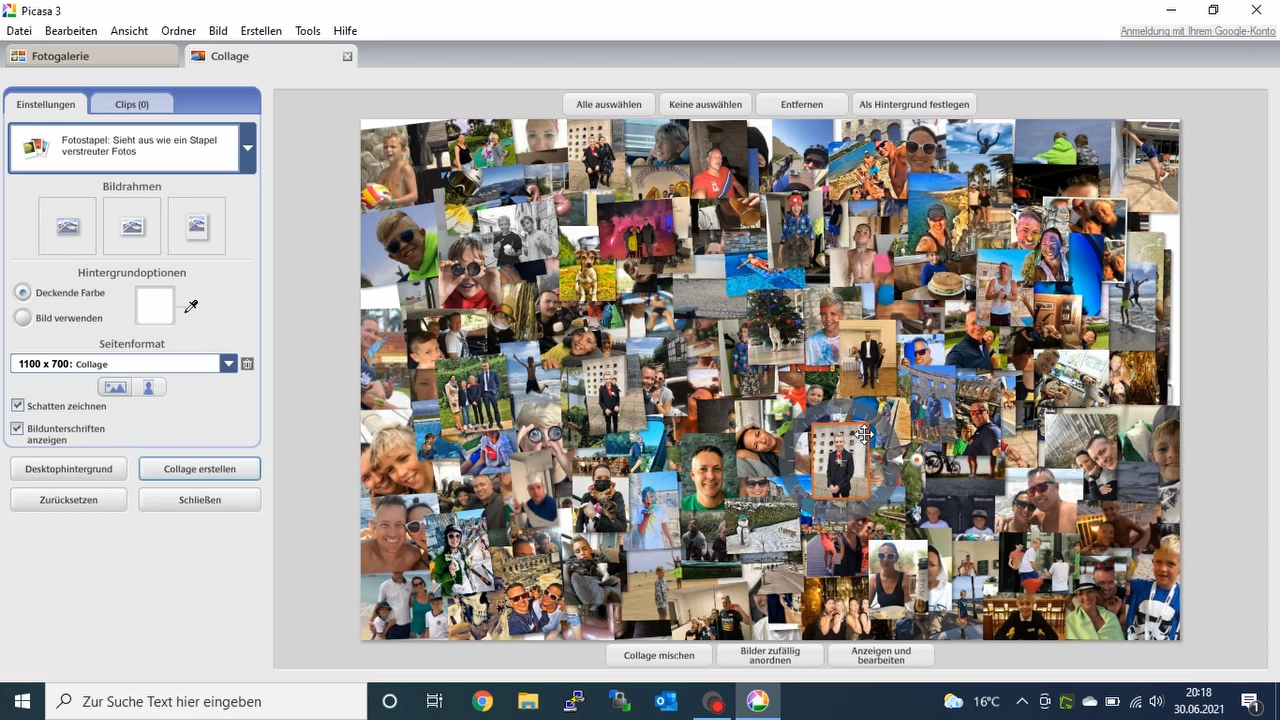 Picasa 3
Datei Bearbeiten Ansicht Ordner Bild Erstellen Tools Hilfe
Anmeldung mit Ihrem Google-Konto
Fotogalerie
Collage
Einstellungen
Clips (0)
Alle auswählen
Keine auswählen
Entfernen
Als Hintergrund festlegen
Fotostapel: Sieht aus wie ein Stapel
verstreuter Fotos
Bildrahmen
Hintergrundoptionen
Deckende Farbe
Bild verwenden
Seitenformat
1100 x 700: Collage
Schatten zeichnen
Bildunterschriften
anzeigen
Desktophintergrund
Collage erstellen
Zurücksetzen
Schließen
Collage mischen
Bilder zufällig
anordnen
Anzeigen und
bearbeiten
Zur Suche Text hier eingeben
16°C
20:18
30.06.2021
1